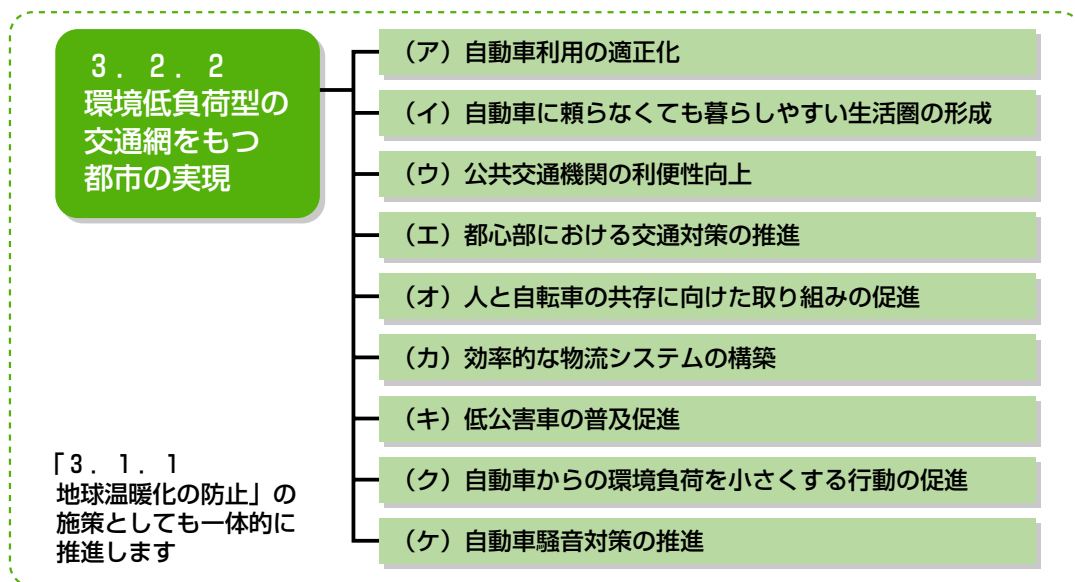 3．2．2
環境低負荷型の
交通網をもつ
都市の実現
（ア）自動車利用の適正化
（イ）自動車に頼らなくても暮らしやすい生活圏の形成
（ウ）公共交通機関の利便性向上
（エ）都心部における交通対策の推進
（オ）人と自転車の共存に向けた取り組みの促進
（カ）効率的な物流システムの構築
（キ）低公害車の普及促進
（ク）自動車からの環境負荷を小さくする行動の促進
（ケ）自動車騒音対策の推進
「3．1．1
地球温暖化の防止」の
施策としても一体的に
推進します